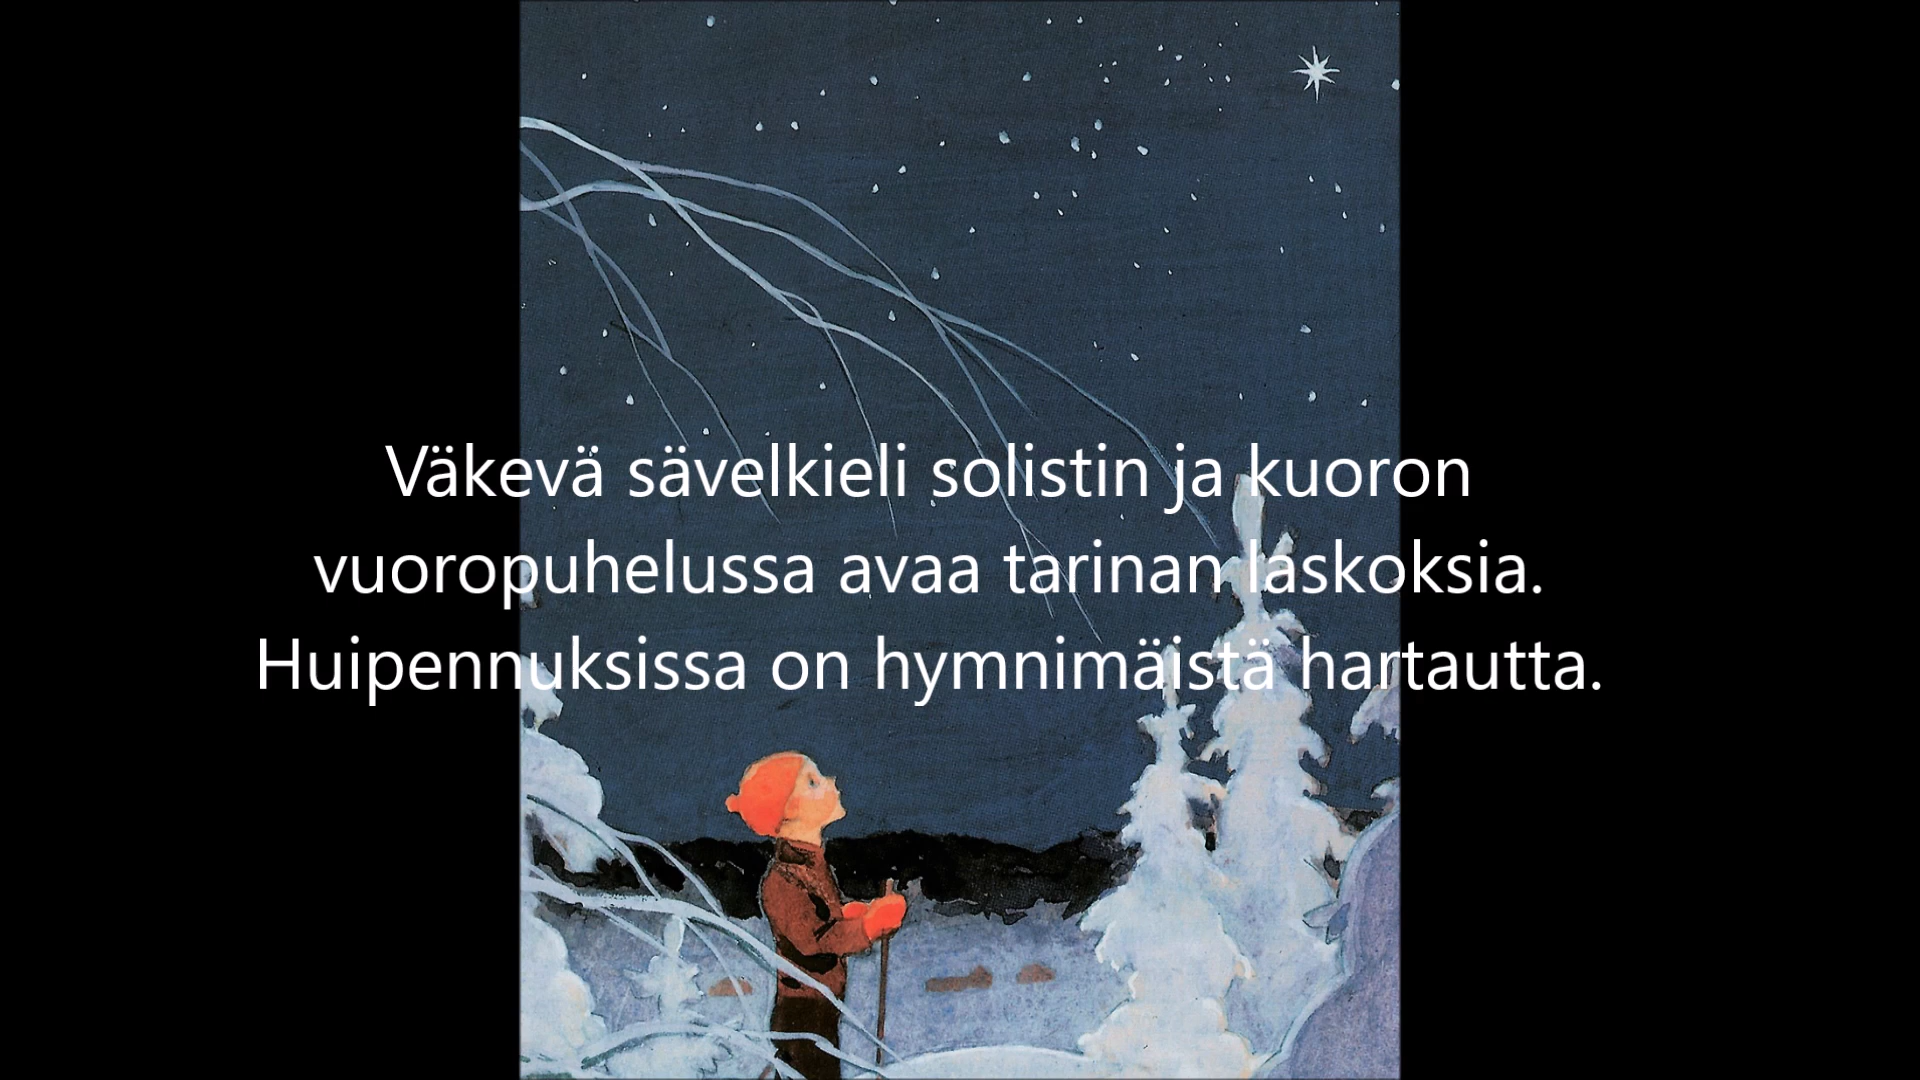 Väkevä sävelkieli solistin ja kuoron
vuoropuhelussa avaa tarinan laskoksia.
Huipennuksissa on hymnimäistä hartautta.